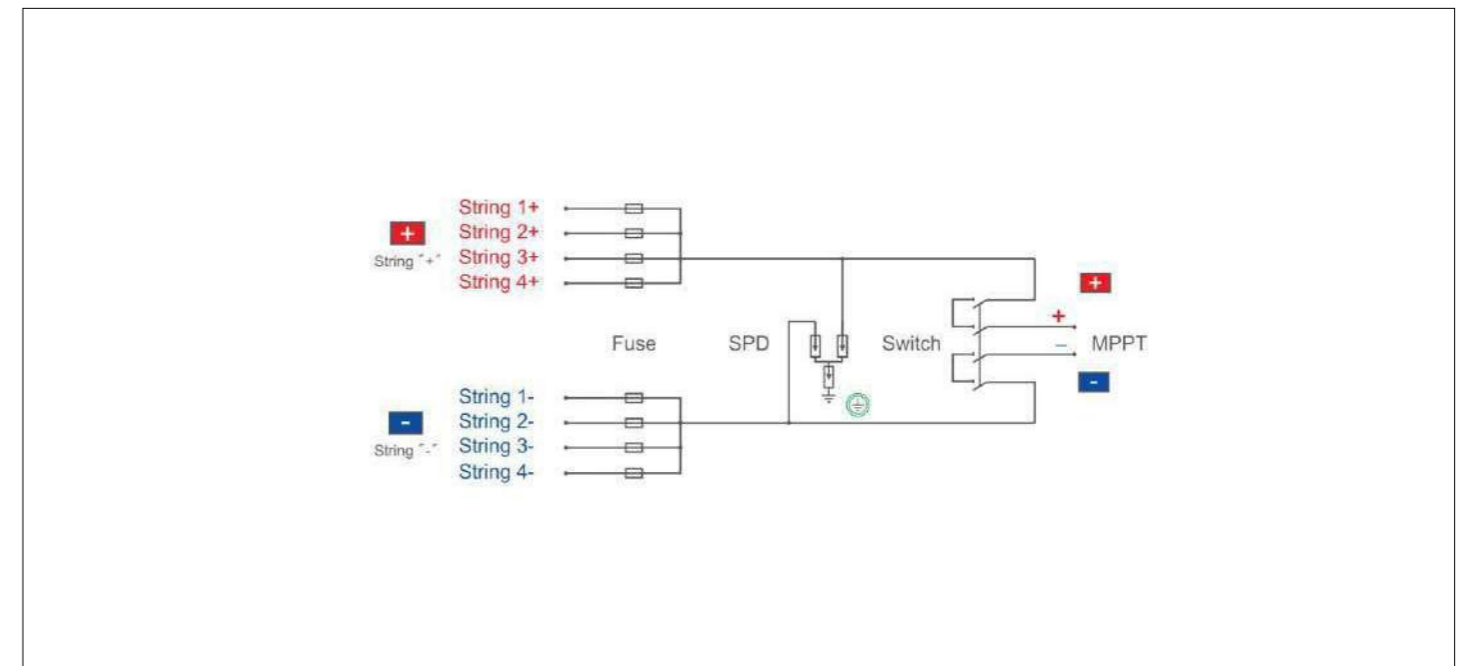 String 1+
String 2+
+
String 3+
String "+"
String 4+
+
+
Fuse SPD Switch – MPPT
-
String 1-
String 2-
-
String 3-
String "-"
String 4-